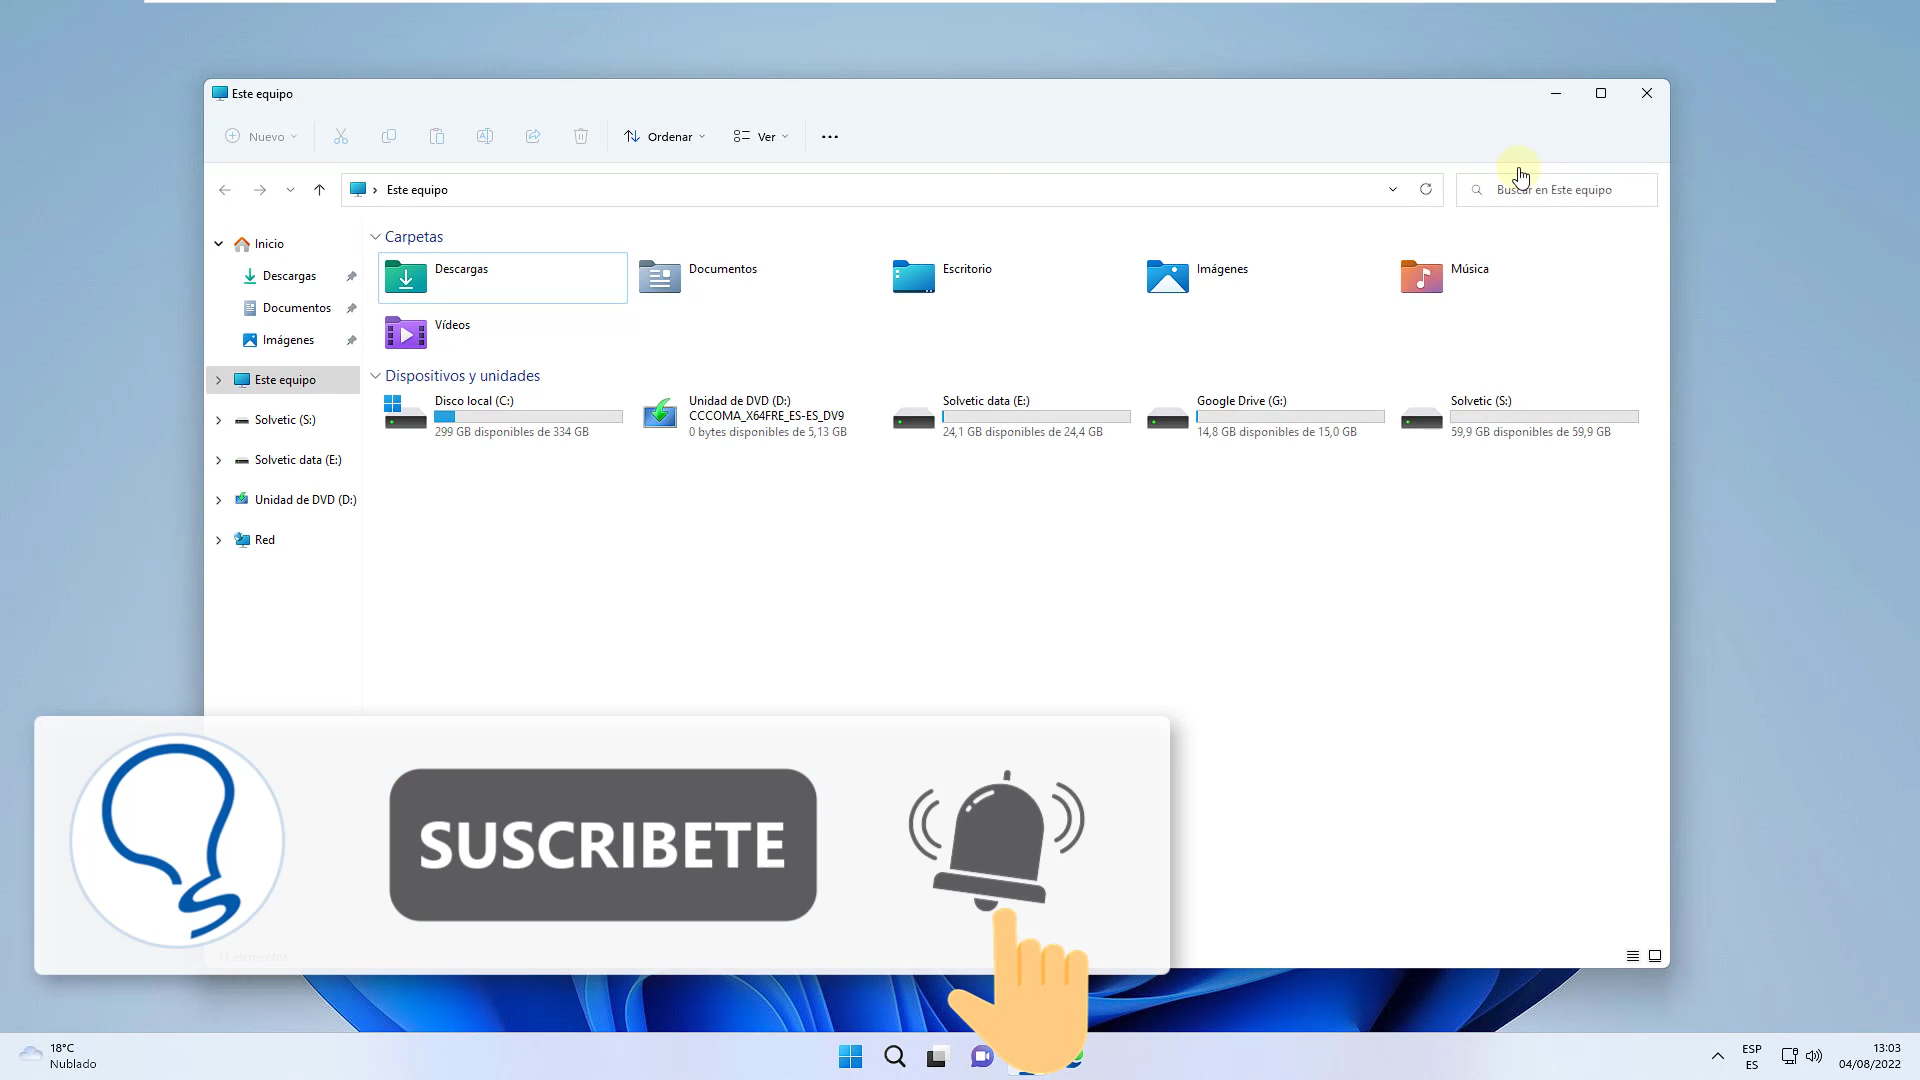 Este equipo
Nuevo
Ordenar
Ver
Este equipo
Buscar en Este equipo
Inicio
Descargas
Documentos
Imágenes
Este equipo
Solvetic (S:)
Solvetic data (E:)
Unidad de DVD (D:)
Red
Carpetas
Descargas
Documentos
Escritorio
Imágenes
Música
Vídeos
Dispositivos y unidades
Disco local (C:)
299 GB disponibles de 334 GB
Unidad de DVD (D:)
CCCOMA_X64FRE_ES-ES_DV9
0 bytes disponibles de 5,13 GB
Solvetic data (E:)
24,1 GB disponibles de 24,4 GB
Google Drive (G:)
14,8 GB disponibles de 15,0 GB
Solvetic (S:)
59,9 GB disponibles de 59,9 GB
SUSCRIBETE
11 elementos
18°C
Nublado
ESP
ES
13:03
04/08/2022